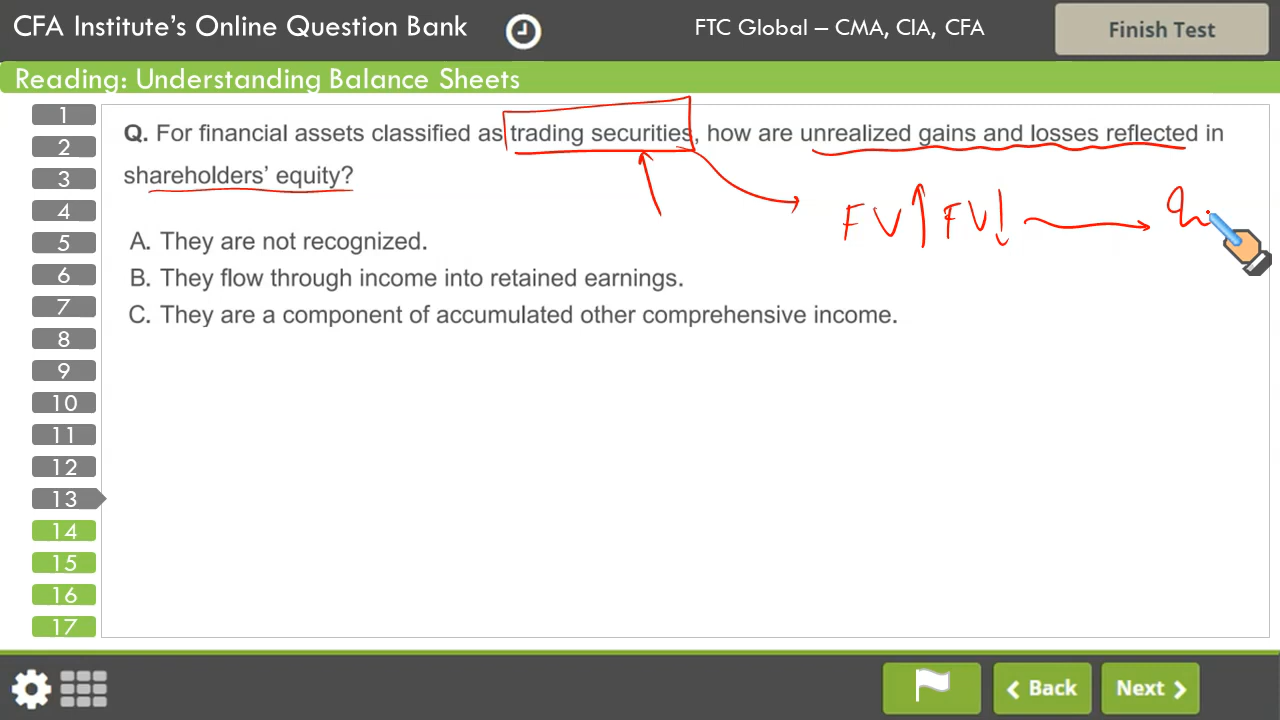 CFA Institute's Online Question Bank
FTC Global – CMA, CIA, CFA
Finish Test
Reading: Understanding Balance Sheets
1
2
3
4
5
6
7
8
9
10
11
12
13
14
15
16
17
Q. For financial assets classified as trading securities, how are unrealized gains and losses reflected in
shareholders' equity?
FV FV
A. They are not recognized.
B. They flow through income into retained earnings.
C. They are a component of accumulated other comprehensive income.
Back
Next